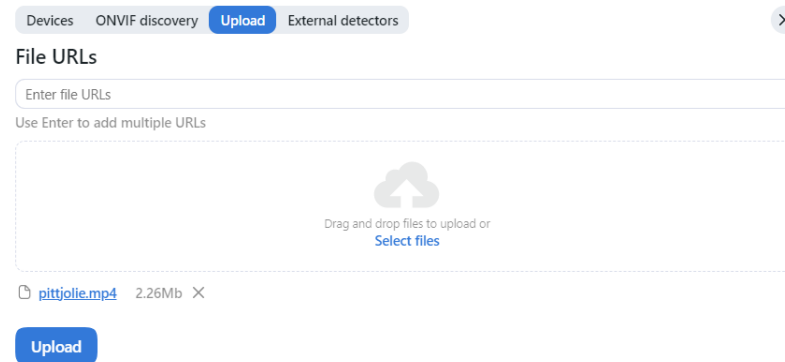 Devices ONVIF discovery Upload External detectors
File URLs
Enter file URLs
Use Enter to add multiple URLs
Drag and drop files to upload or
Select files
pittjolie.mp4 2.26Mb
Upload